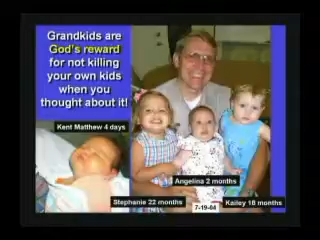 Grandkids are
God's reward
for not killing
your own kids
when you
thought about it!
Kent Matthew 4 days
Angelina 2 months
Stephanie 22 months
7-19-04
Kailey 16 months